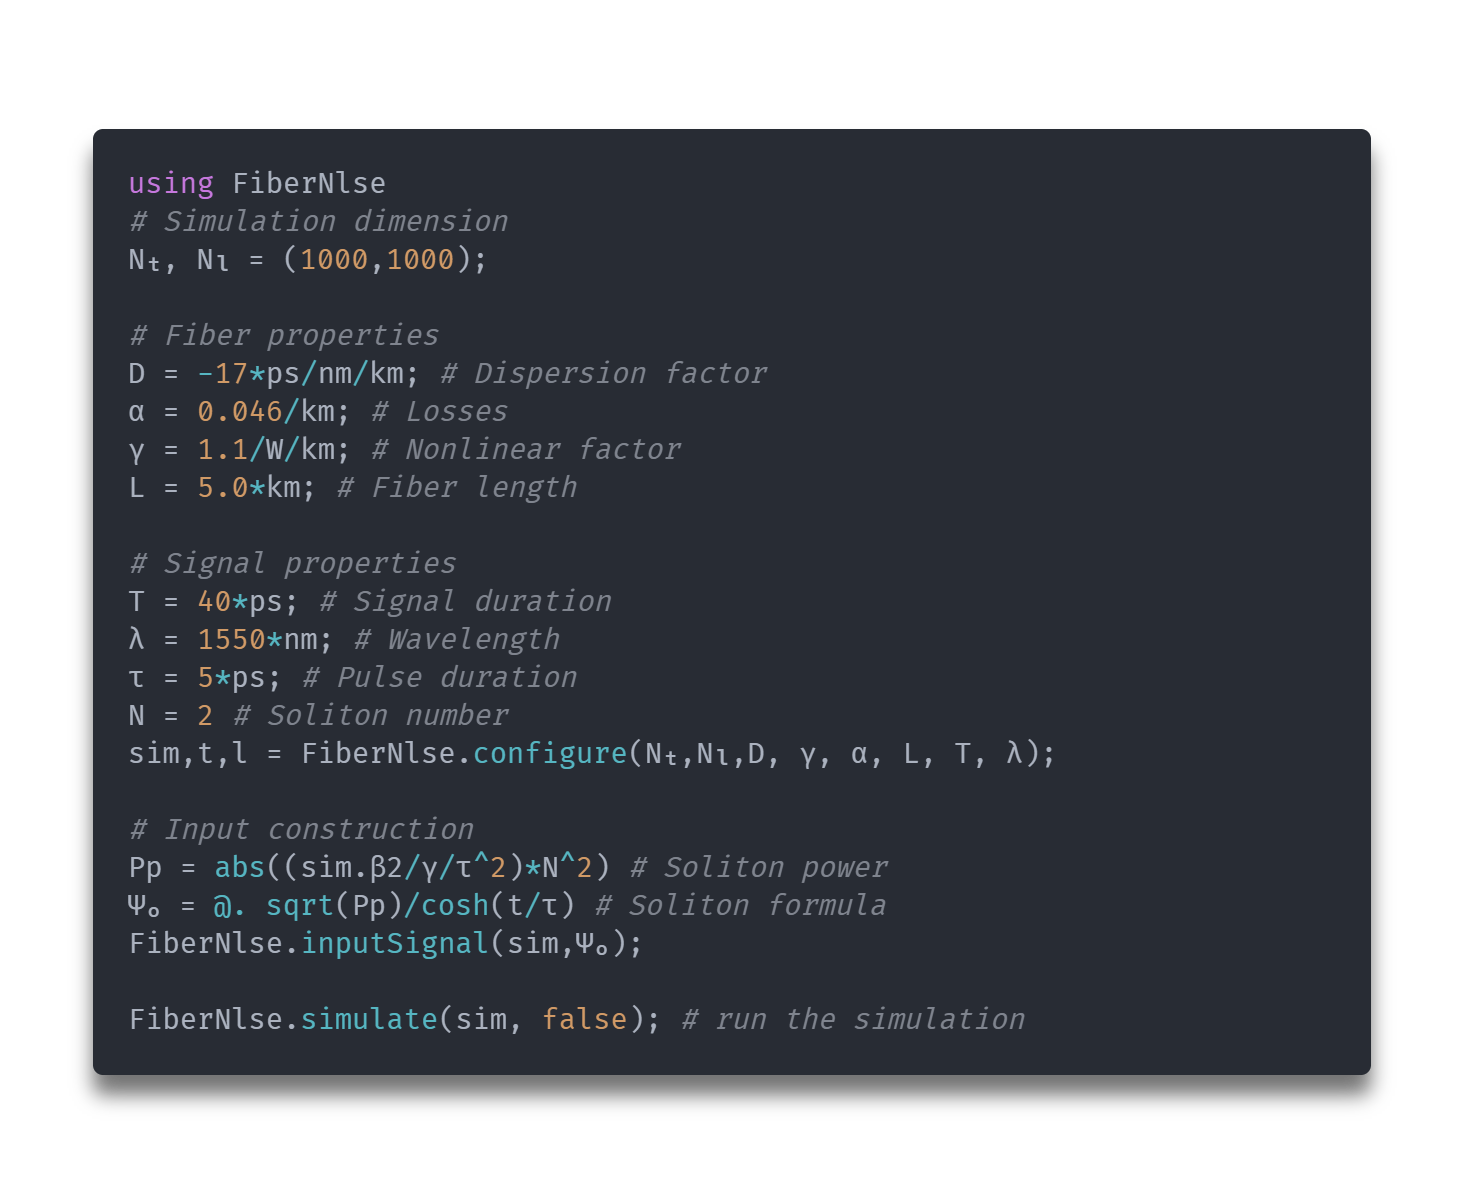 using FiberNlse
# Simulation dimension
Nₜ, Nₗ = (1000,1000);
# Fiber properties
D = -17*ps/nm/km; # Dispersion factor
α = 0.046/km; # Losses
γ = 1.1/W/km; # Nonlinear factor
L = 5.0*km; # Fiber length
# Signal properties
T = 40*ps; # Signal duration
λ = 1550*nm; # Wavelength
τ = 5*ps; # Pulse duration
N = 2 # Soliton number
sim,t,l = FiberNlse.configure(Nₜ,Nₗ,D, γ, α, L, T, λ);
# Input construction
Pp = abs((sim.β2/γ/τ^2)*N^2) # Soliton power
Ψₒ = @. sqrt(Pp)/cosh(t/τ) # Soliton formula
FiberNlse.inputSignal(sim,Ψₒ);
FiberNlse.simulate(sim, false); # run the simulation